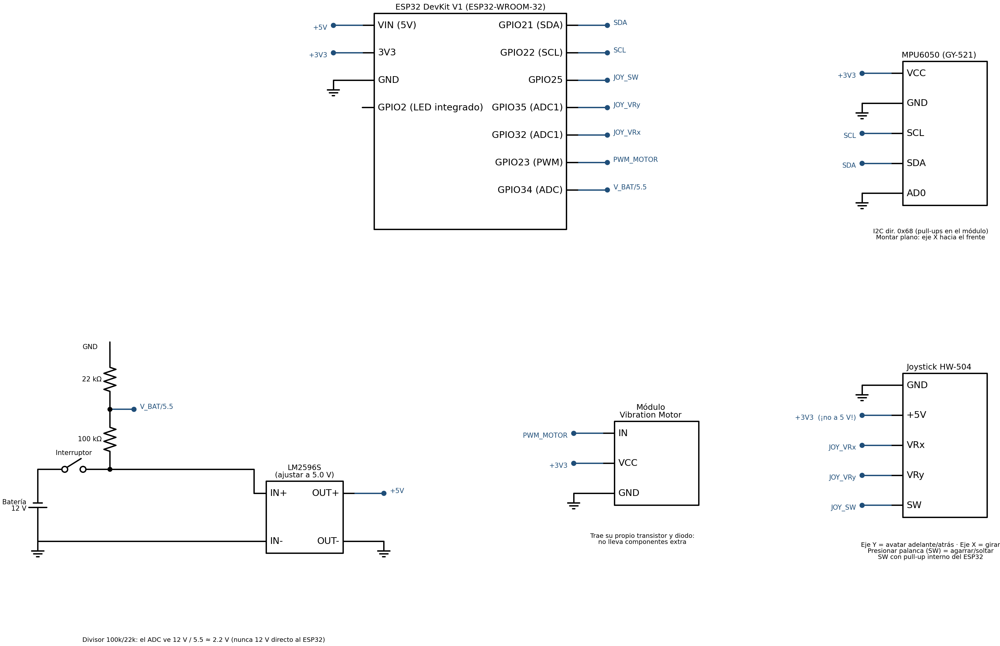 ESP32 DevKit V1 (ESP32-WROOM-32)
+5V
VIN (5V)
GPIO21 (SDA)
SDA
+3V3
3V3
GPIO22 (SCL)
SCL
GND
GPIO25
JOY_SW
GPIO2 (LED integrado)
GPIO35 (ADC1)
JOY_VRy
GPIO32 (ADC1)
JOY_VRx
GPIO23 (PWM)
PWM_MOTOR
GPIO34 (ADC)
V_BAT/5.5
MPU6050 (GY-521)
+3V3
VCC
GND
SCL
SCL
SDA
SDA
AD0
I2C dir. 0x68 (pull-ups en el módulo)
Montar plano: eje X hacia el frente
GND
22 kΩ
V_BAT/5.5
100 kΩ
Interruptor
Batería
12 V
LM2596S
(ajustar a 5.0 V)
IN+
OUT+
+5V
IN-
OUT-
Módulo
Vibration Motor
PWM_MOTOR
IN
+3V3
VCC
GND
Trae su propio transistor y diodo:
no lleva componentes extra
Joystick HW-504
GND
+3V3 (¡no a 5 V!)
+5V
JOY_VRx
VRx
JOY_VRy
VRy
JOY_SW
SW
Eje Y = avatar adelante/atrás · Eje X = girar
Presionar palanca (SW) = agarrar/soltar
SW con pull-up interno del ESP32
Divisor 100k/22k: el ADC ve 12 V / 5.5 ≈ 2.2 V (nunca 12 V directo al ESP32)